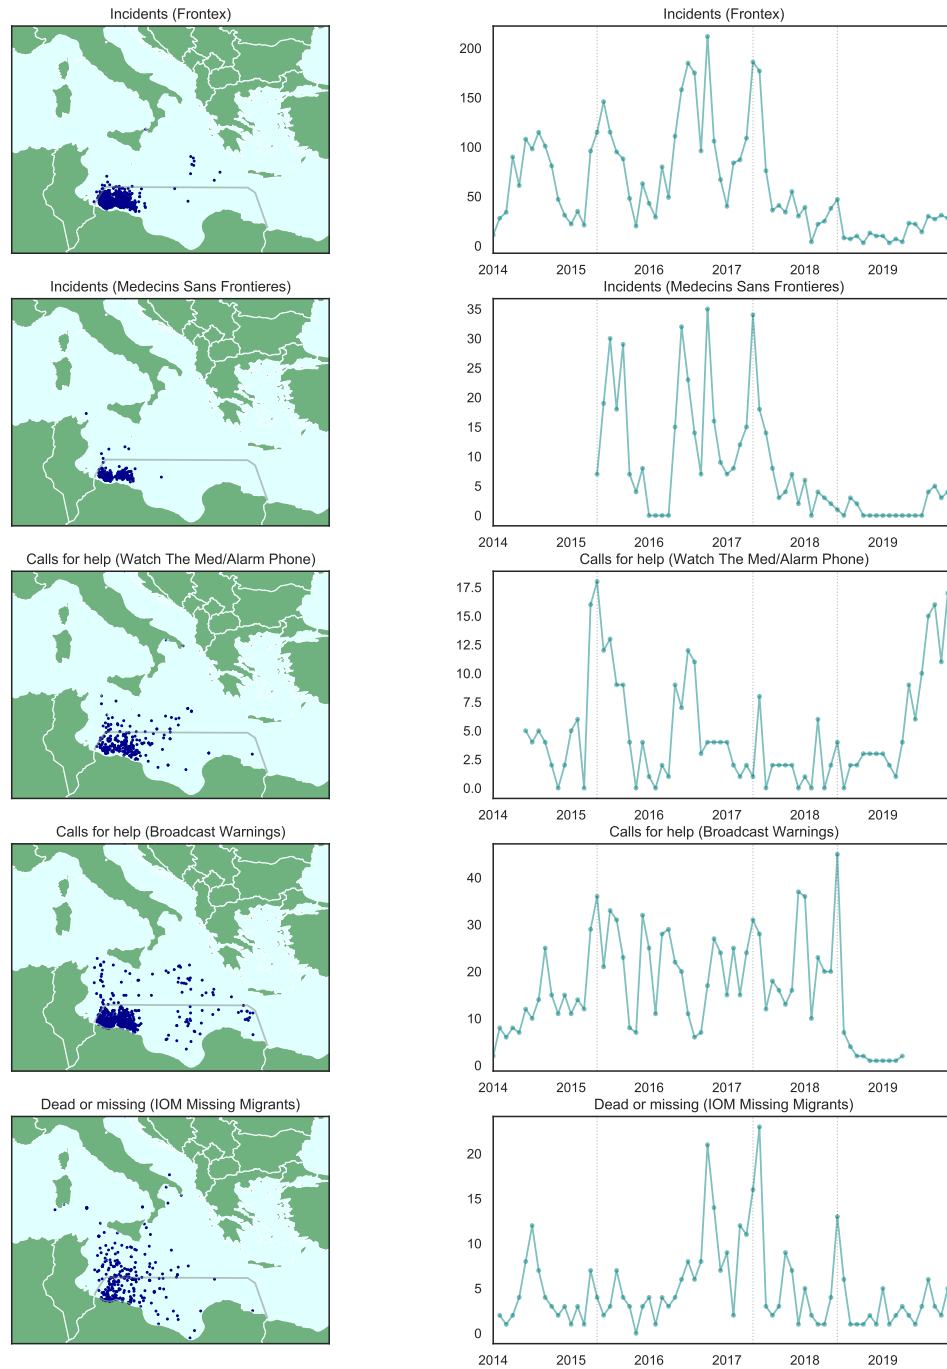 Incidents (Frontex)
Incidents (Frontex)
200
150
100
50
0
2014 2015 2016 2017 2018 2019
Incidents (Medecins Sans Frontieres)
Incidents (Medecins Sans Frontieres)
35
30
25
20
15
10
5
0
2014 2015 2016 2017 2018 2019
Calls for help (Watch The Med/Alarm Phone)
Calls for help (Watch The Med/Alarm Phone)
17.5
15.0
12.5
10.0
7.5
5.0
2.5
0.0
2014 2015 2016 2017 2018 2019
Calls for help (Broadcast Warnings)
Calls for help (Broadcast Warnings)
40
30
20
10
0
2014 2015 2016 2017 2018 2019
Dead or missing (IOM Missing Migrants)
Dead or missing (IOM Missing Migrants)
20
15
10
5
0
2014 2015 2016 2017 2018 2019